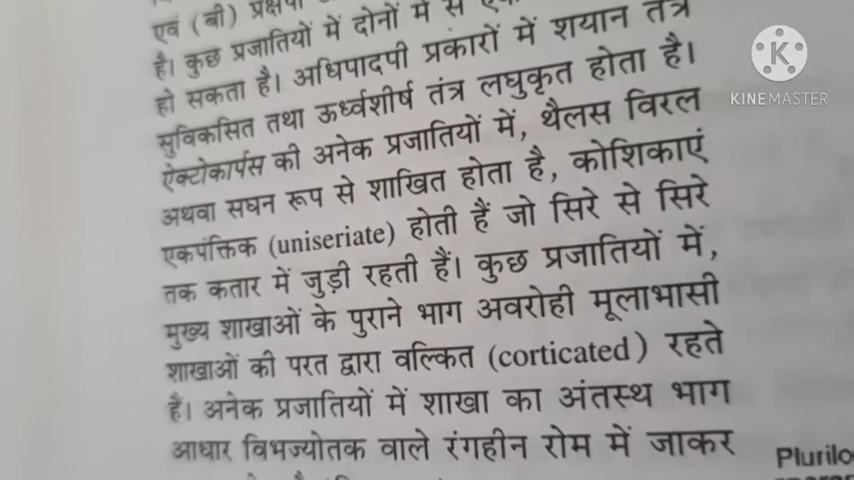 एवं (बी) प्रक्षेपी
है। कुछ प्रजातियों में दोनों में से
हो सकता है। अधिपादपी प्रकारों में शयान तंत्र
सुविकसित तथा ऊर्ध्वशीर्ष तंत्र लघुकृत होता है।
ऐक्टोकार्पस की अनेक प्रजातियों में, थैलस विरल
अथवा सघन रूप से शाखित होता है, कोशिकाएं
एकपंक्तिक (uniseriate) होती हैं जो सिरे से सिरे
तक कतार में जुड़ी रहती हैं। कुछ प्रजातियों में,
मुख्य शाखाओं के पुराने भाग अवरोही मूलाभासी
शाखाओं की परत द्वारा वल्कित (corticated) रहते
हैं। अनेक प्रजातियों में शाखा का अंतस्थ भाग
आधार विभज्योतक वाले रंगहीन रोम में जाकर
Plurilo
K
KINEMASTER